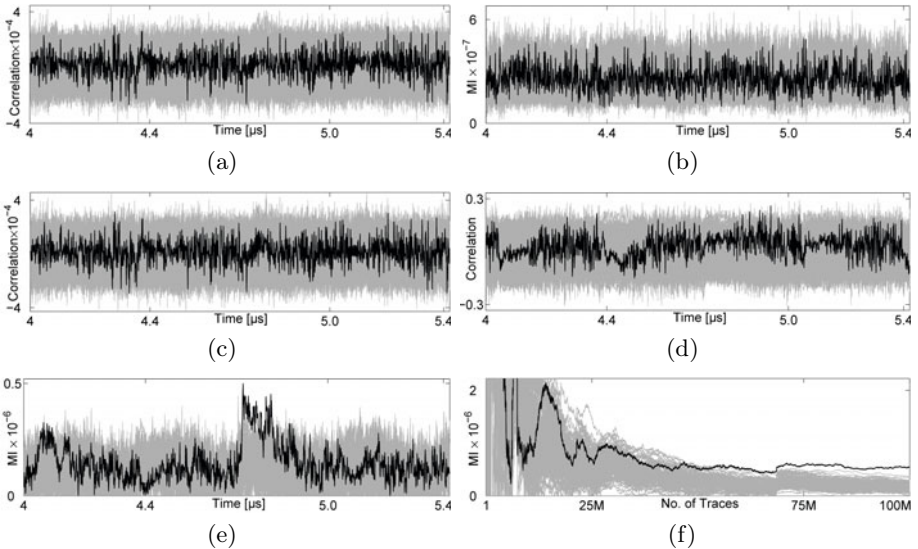 4
Correlation×10⁻⁴
−4
4
4.4
Time [µs]
5.0
5.4
(a)
6
MI × 10⁻⁷
0
4
4.4
Time [µs]
5.0
5.4
(b)
4
Correlation×10⁻⁴
−4
4
4.4
Time [µs]
5.0
5.4
(c)
0.3
Correlation
−0.3
4
4.4
Time [µs]
5.0
5.4
(d)
0.5
MI × 10⁻⁶
0
4
4.4
Time [µs]
5.0
5.4
(e)
2
MI × 10⁻⁶
0
1
25M
No. of Traces
75M
100M
(f)